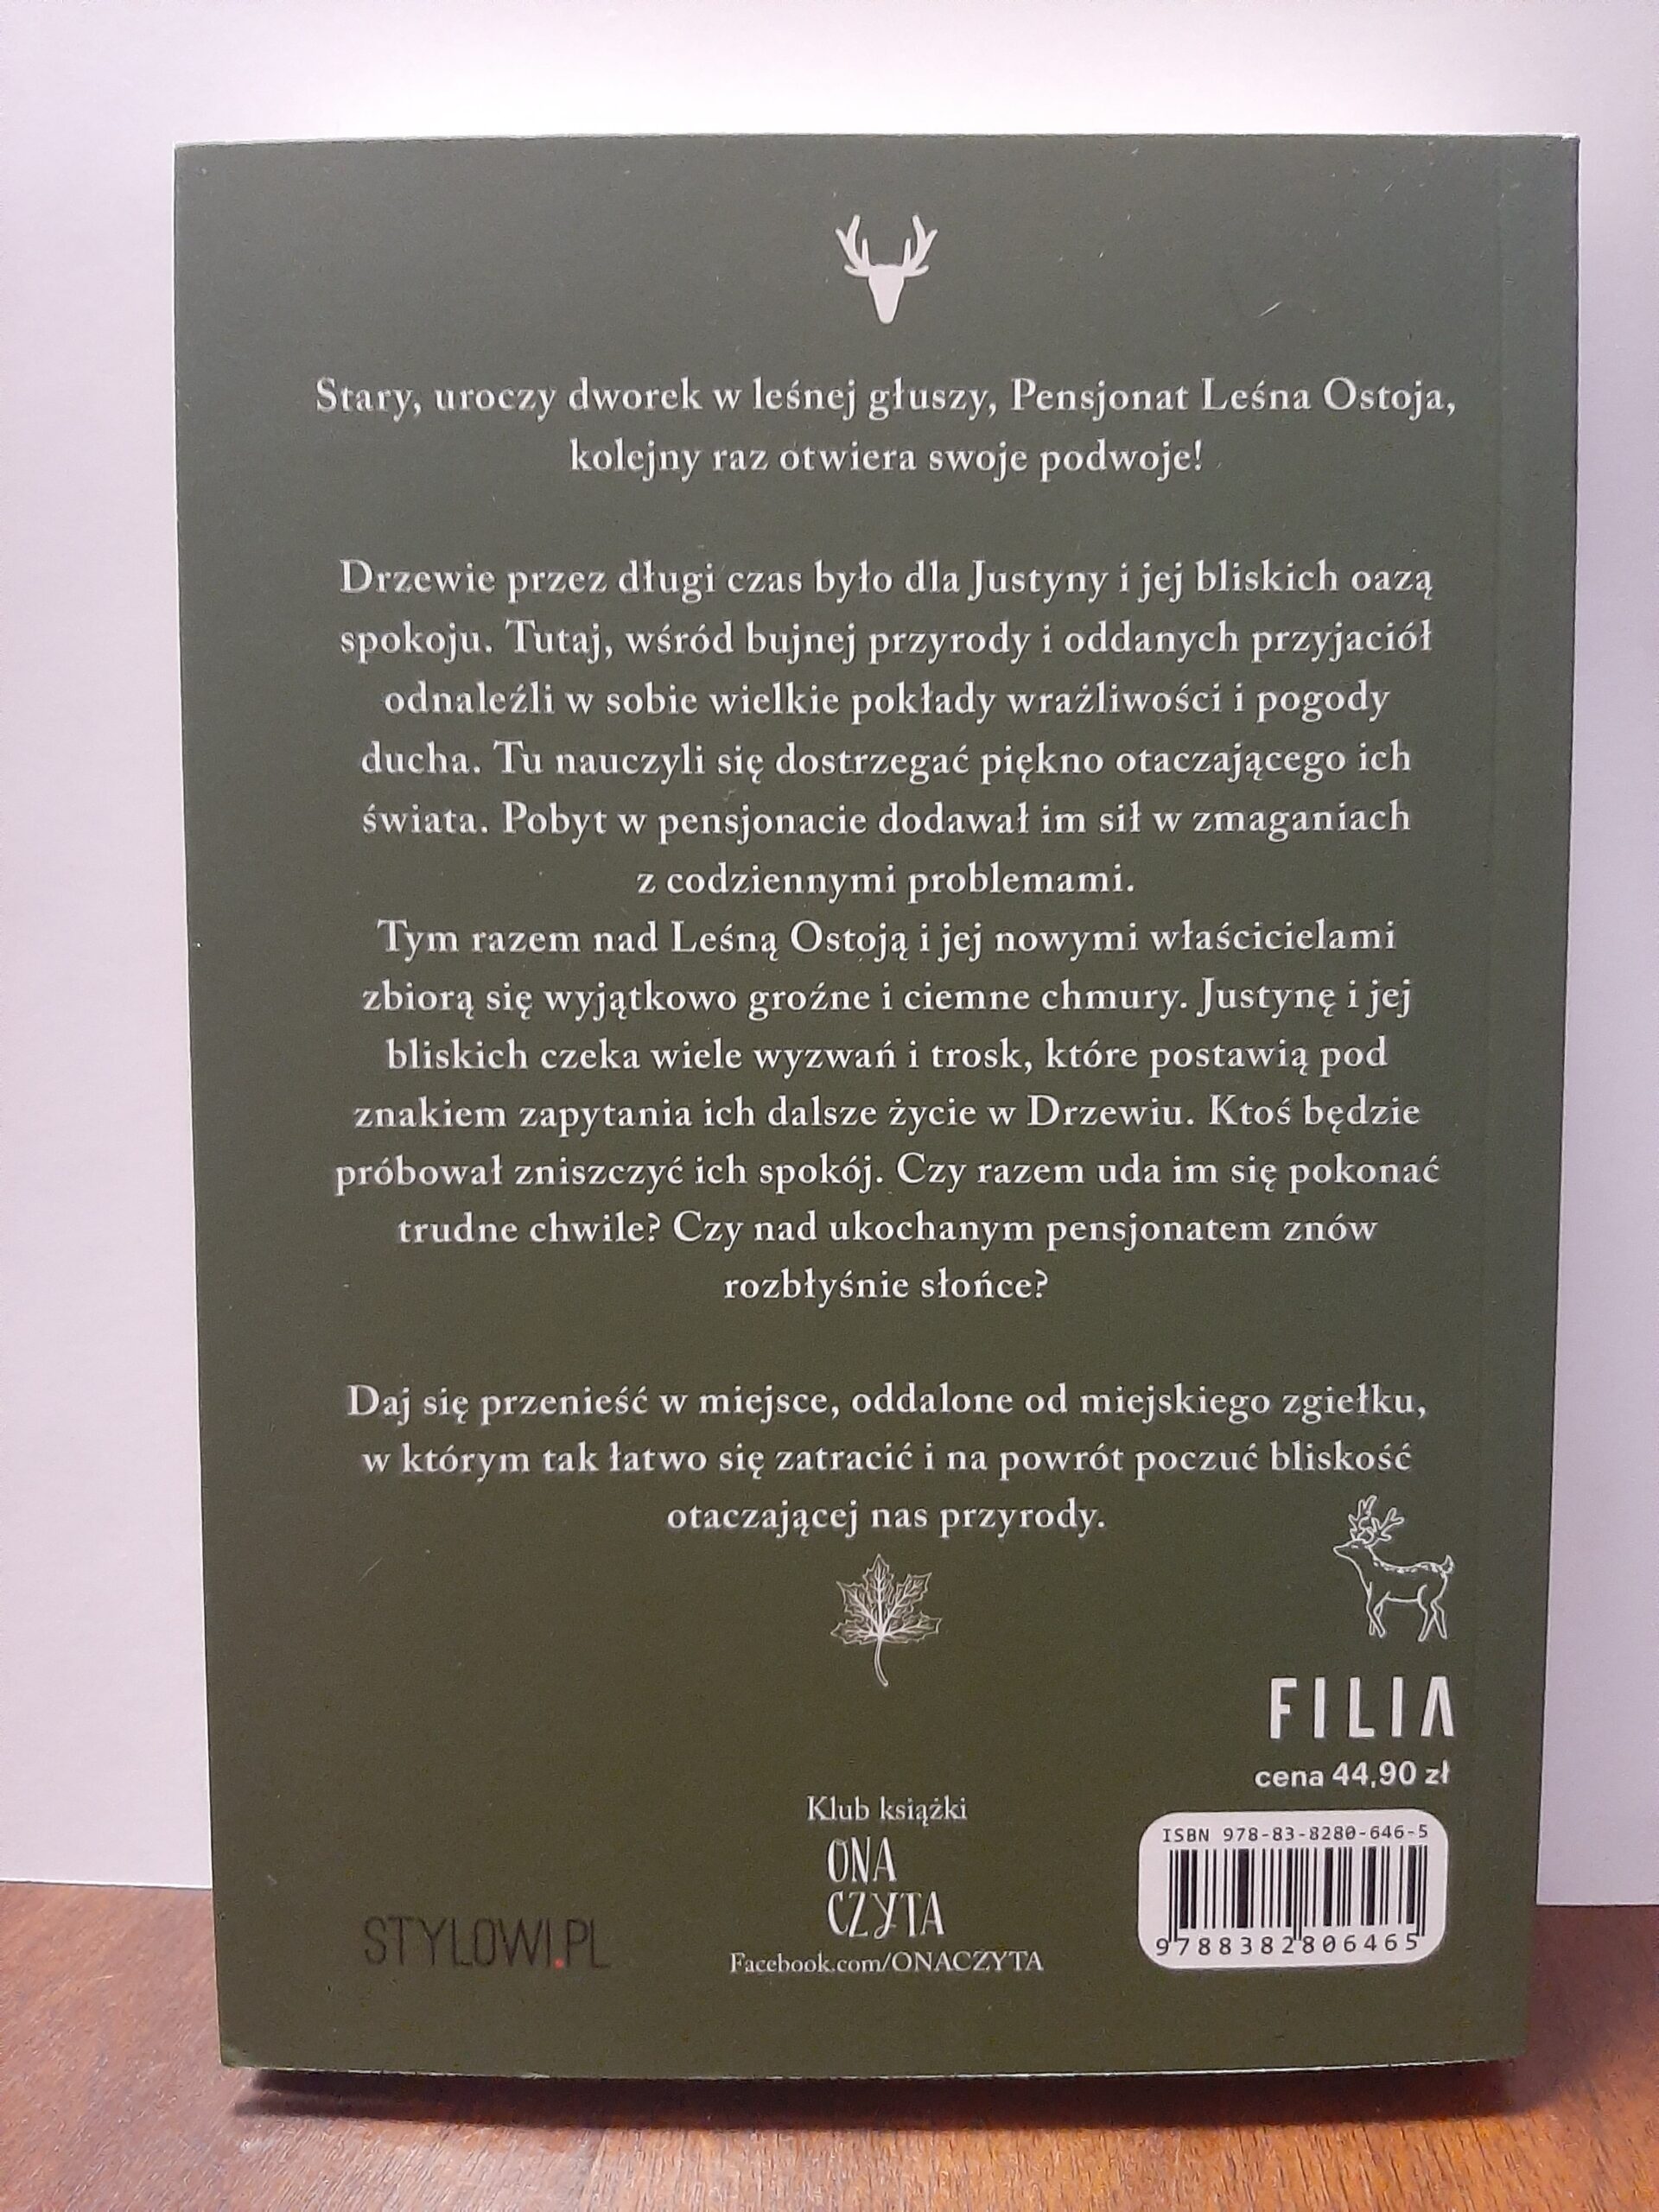 Stary, uroczy dworek w leśnej głuszy, Pensjonat Leśna Ostoja,
kolejny raz otwiera swoje podwoje!
Drzewie przez długi czas było dla Justyny i jej bliskich oazą
spokoju. Tutaj, wśród bujnej przyrody i oddanych przyjaciół
odnaleźli w sobie wielkie pokłady wrażliwości i pogody
ducha. Tu nauczyli się dostrzegać piękno otaczającego ich
świata. Pobyt w pensjonacie dodawał im sił w zmaganiach
z codziennymi problemami.
Tym razem nad Leśną Ostoją i jej nowymi właścicielami
zbiorą się wyjątkowo groźne i ciemne chmury. Justynę i jej
bliskich czeka wiele wyzwań i trosk, które postawią pod
znakiem zapytania ich dalsze życie w Drzewiu. Ktoś będzie
próbował zniszczyć ich spokój. Czy razem uda im się pokonać
trudne chwile? Czy nad ukochanym pensjonatem znów
rozbłyśnie słońce?
Daj się przenieść w miejsce, oddalone od miejskiego zgiełku,
w którym tak łatwo się zatracić i na powrót poczuć bliskość
otaczającej nas przyrody.
FILIA
cena 44,90 zł
Klub książki
ONA
CZYTA
Facebook.com/ONACZYTA
STYLOWI.PL
ISBN 978-83-8280-646-5
9788382806465